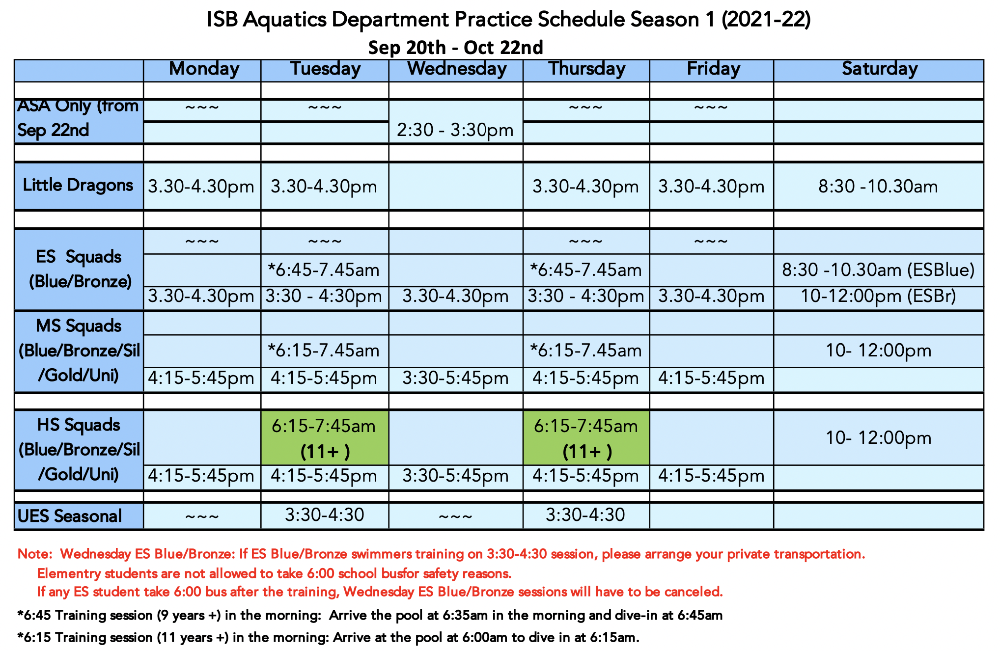 ISB Aquatics Department Practice Schedule Season 1 (2021-22)
Sep 20th - Oct 22nd
Monday Tuesday Wednesday Thursday Friday Saturday
ASA Only (from ~~~ ~~~ ~~~ ~~~
Sep 22nd 2:30 - 3:30pm
Little Dragons 3.30-4.30pm 3.30-4.30pm 3.30-4.30pm 3.30-4.30pm 8:30 -10.30am
~~~ ~~~ ~~~ ~~~
ES Squads
(Blue/Bronze)
*6:45-7.45am *6:45-7.45am 8:30 -10.30am (ESBlue)
3.30-4.30pm 3:30 - 4:30pm 3.30-4.30pm 3:30 - 4:30pm 3.30-4.30pm 10-12:00pm (ESBr)
MS Squads
(Blue/Bronze/Sil *6:15-7.45am *6:15-7.45am 10- 12:00pm
/Gold/Uni) 4:15-5:45pm 4:15-5:45pm 3:30-5:45pm 4:15-5:45pm 4:15-5:45pm
HS Squads 6:15-7:45am 6:15-7:45am 10- 12:00pm
(Blue/Bronze/Sil (11+ ) (11+ )
/Gold/Uni) 4:15-5:45pm 4:15-5:45pm 3:30-5:45pm 4:15-5:45pm 4:15-5:45pm
UES Seasonal ~~~ 3:30-4:30 ~~~ 3:30-4:30
Note: Wednesday ES Blue/Bronze: If ES Blue/Bronze swimmers training on 3:30-4:30 session, please arrange your private transportation.
Elementry students are not allowed to take 6:00 school busfor safety reasons.
If any ES student take 6:00 bus after the training, Wednesday ES Blue/Bronze sessions will have to be canceled.
*6:45 Training session (9 years +) in the morning: Arrive the pool at 6:35am in the morning and dive-in at 6:45am
*6:15 Training session (11 years +) in the morning: Arrive at the pool at 6:00am to dive in at 6:15am.